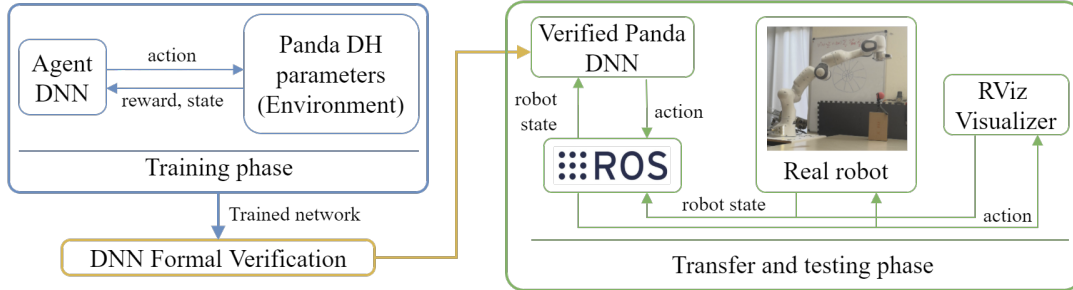 Agent
DNN
action
reward, state
Panda DH
parameters
(Environment)
Training phase
Trained network
DNN Formal Verification
Verified Panda
DNN
robot
state
action
ROS
Real robot
RViz
Visualizer
robot state
action
Transfer and testing phase